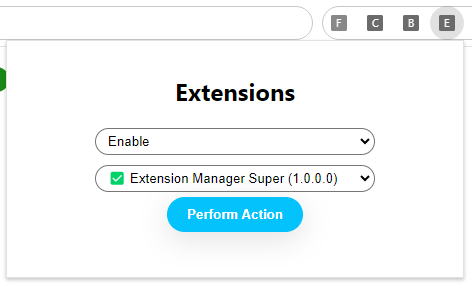 F C B E
Extensions
Enable
Extension Manager Super (1.0.0.0)
Perform Action